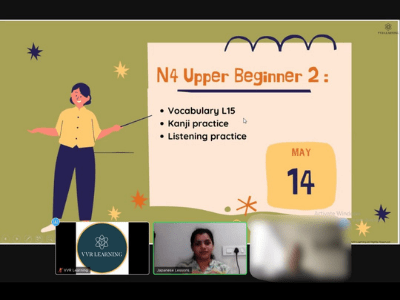 N4 Upper Beginner 2 :
• Vocabulary L15
• Kanji practice
• Listening practice
MAY
14
VVB LEARNING
VVB Learning
Japanese Lessons